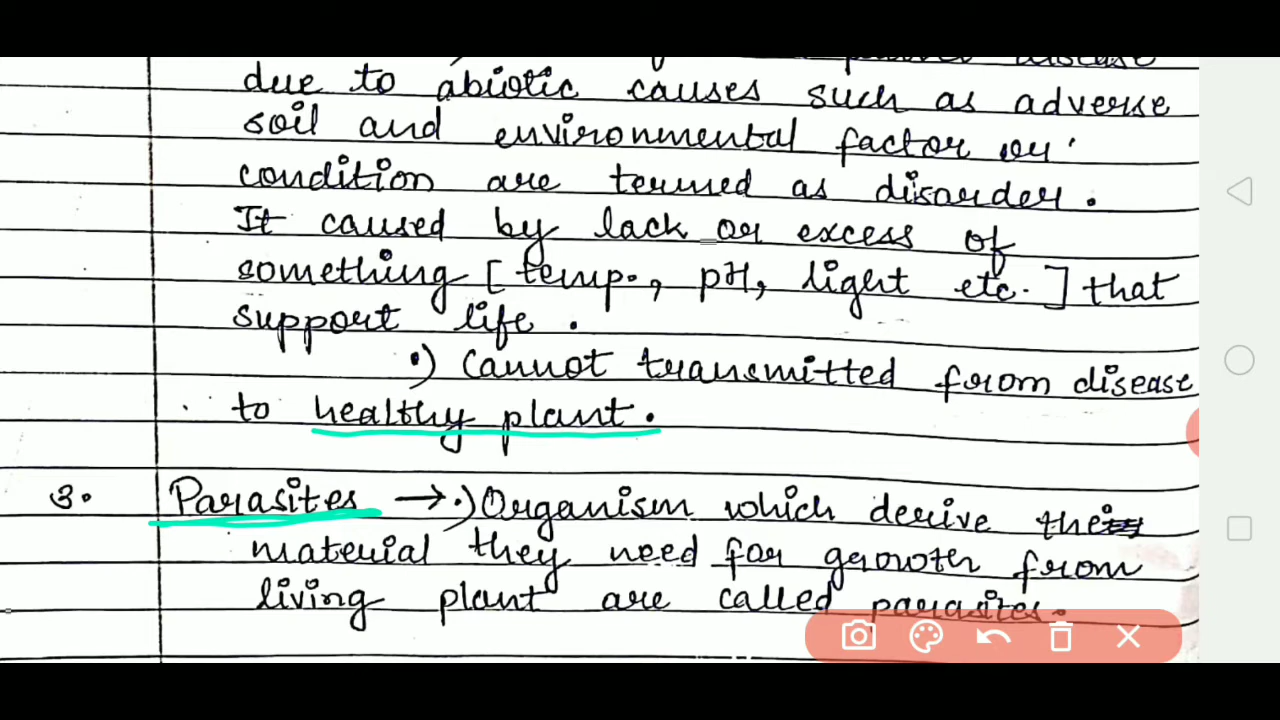 disease
due to abiotic causes such as adverse
soil and environmental factor or
condition are termed as disorder.
It caused by lack or excess of
something [temp., pH, light etc.] that
support life.
•) Cannot transmitted from disease
to healthy plant.
3. Parasites → •) Organism which derive the
material they need for growth from
living plant are called parasites.